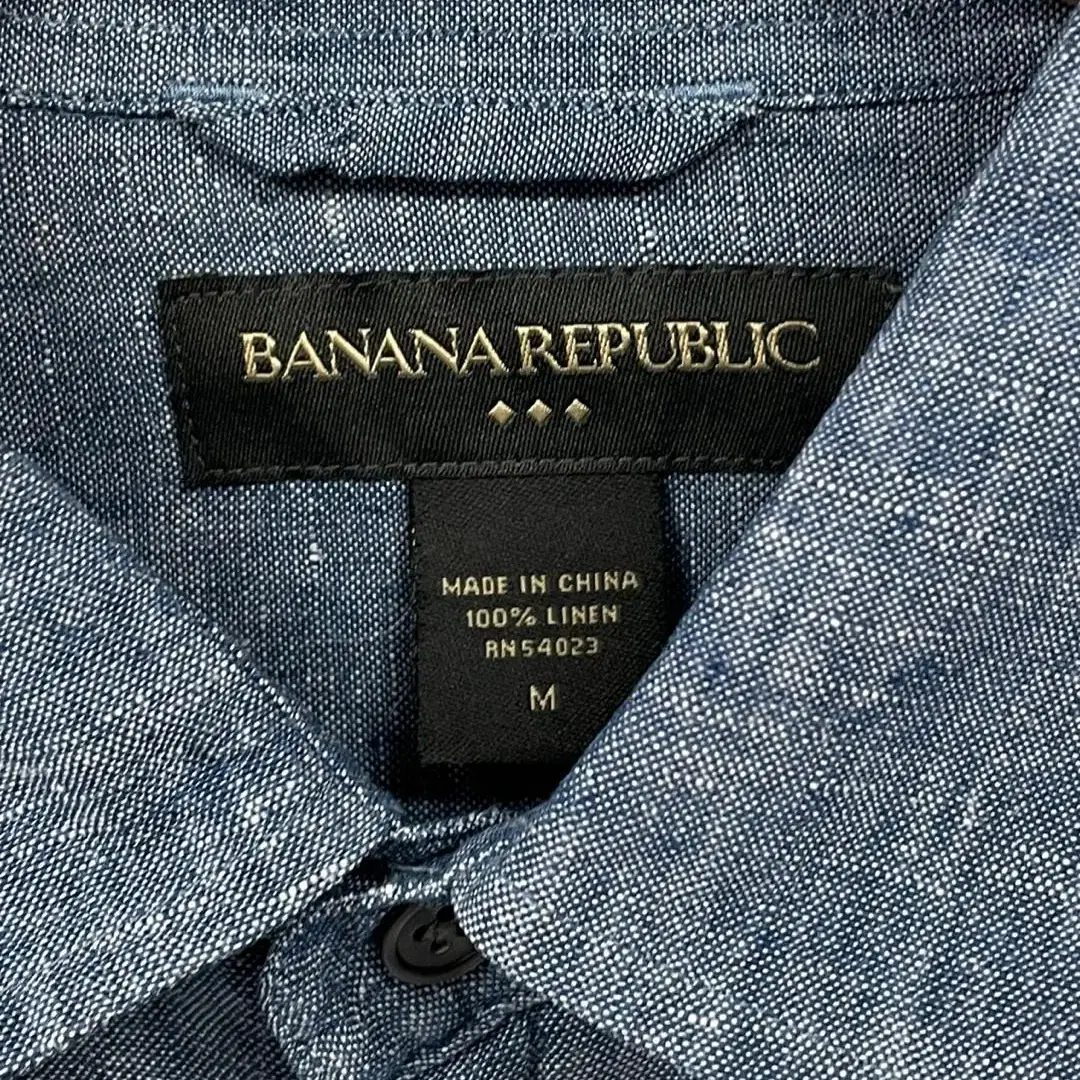 BANANA REPUBLIC
MADE IN CHINA
100% LINEN
RN54023
M